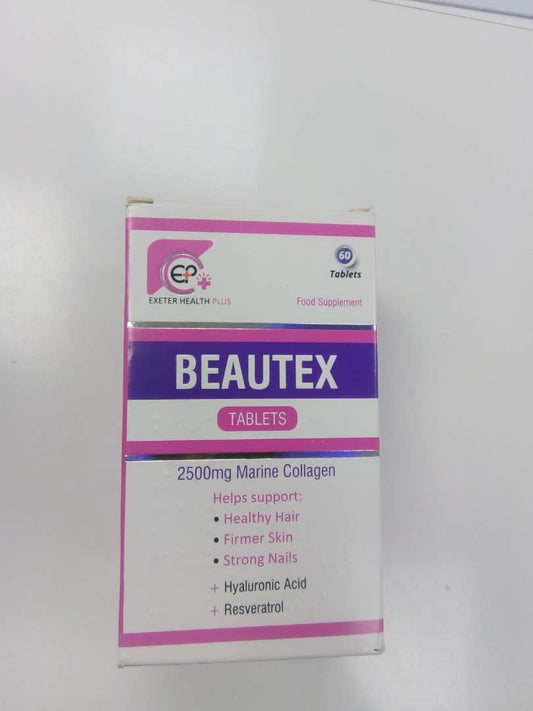 EP
EXETER HEALTH PLUS
60
Tablets
Food Supplement
BEAUTEX
TABLETS
2500mg Marine Collagen
Helps support:
• Healthy Hair
• Firmer Skin
• Strong Nails
+ Hyaluronic Acid
+ Resveratrol